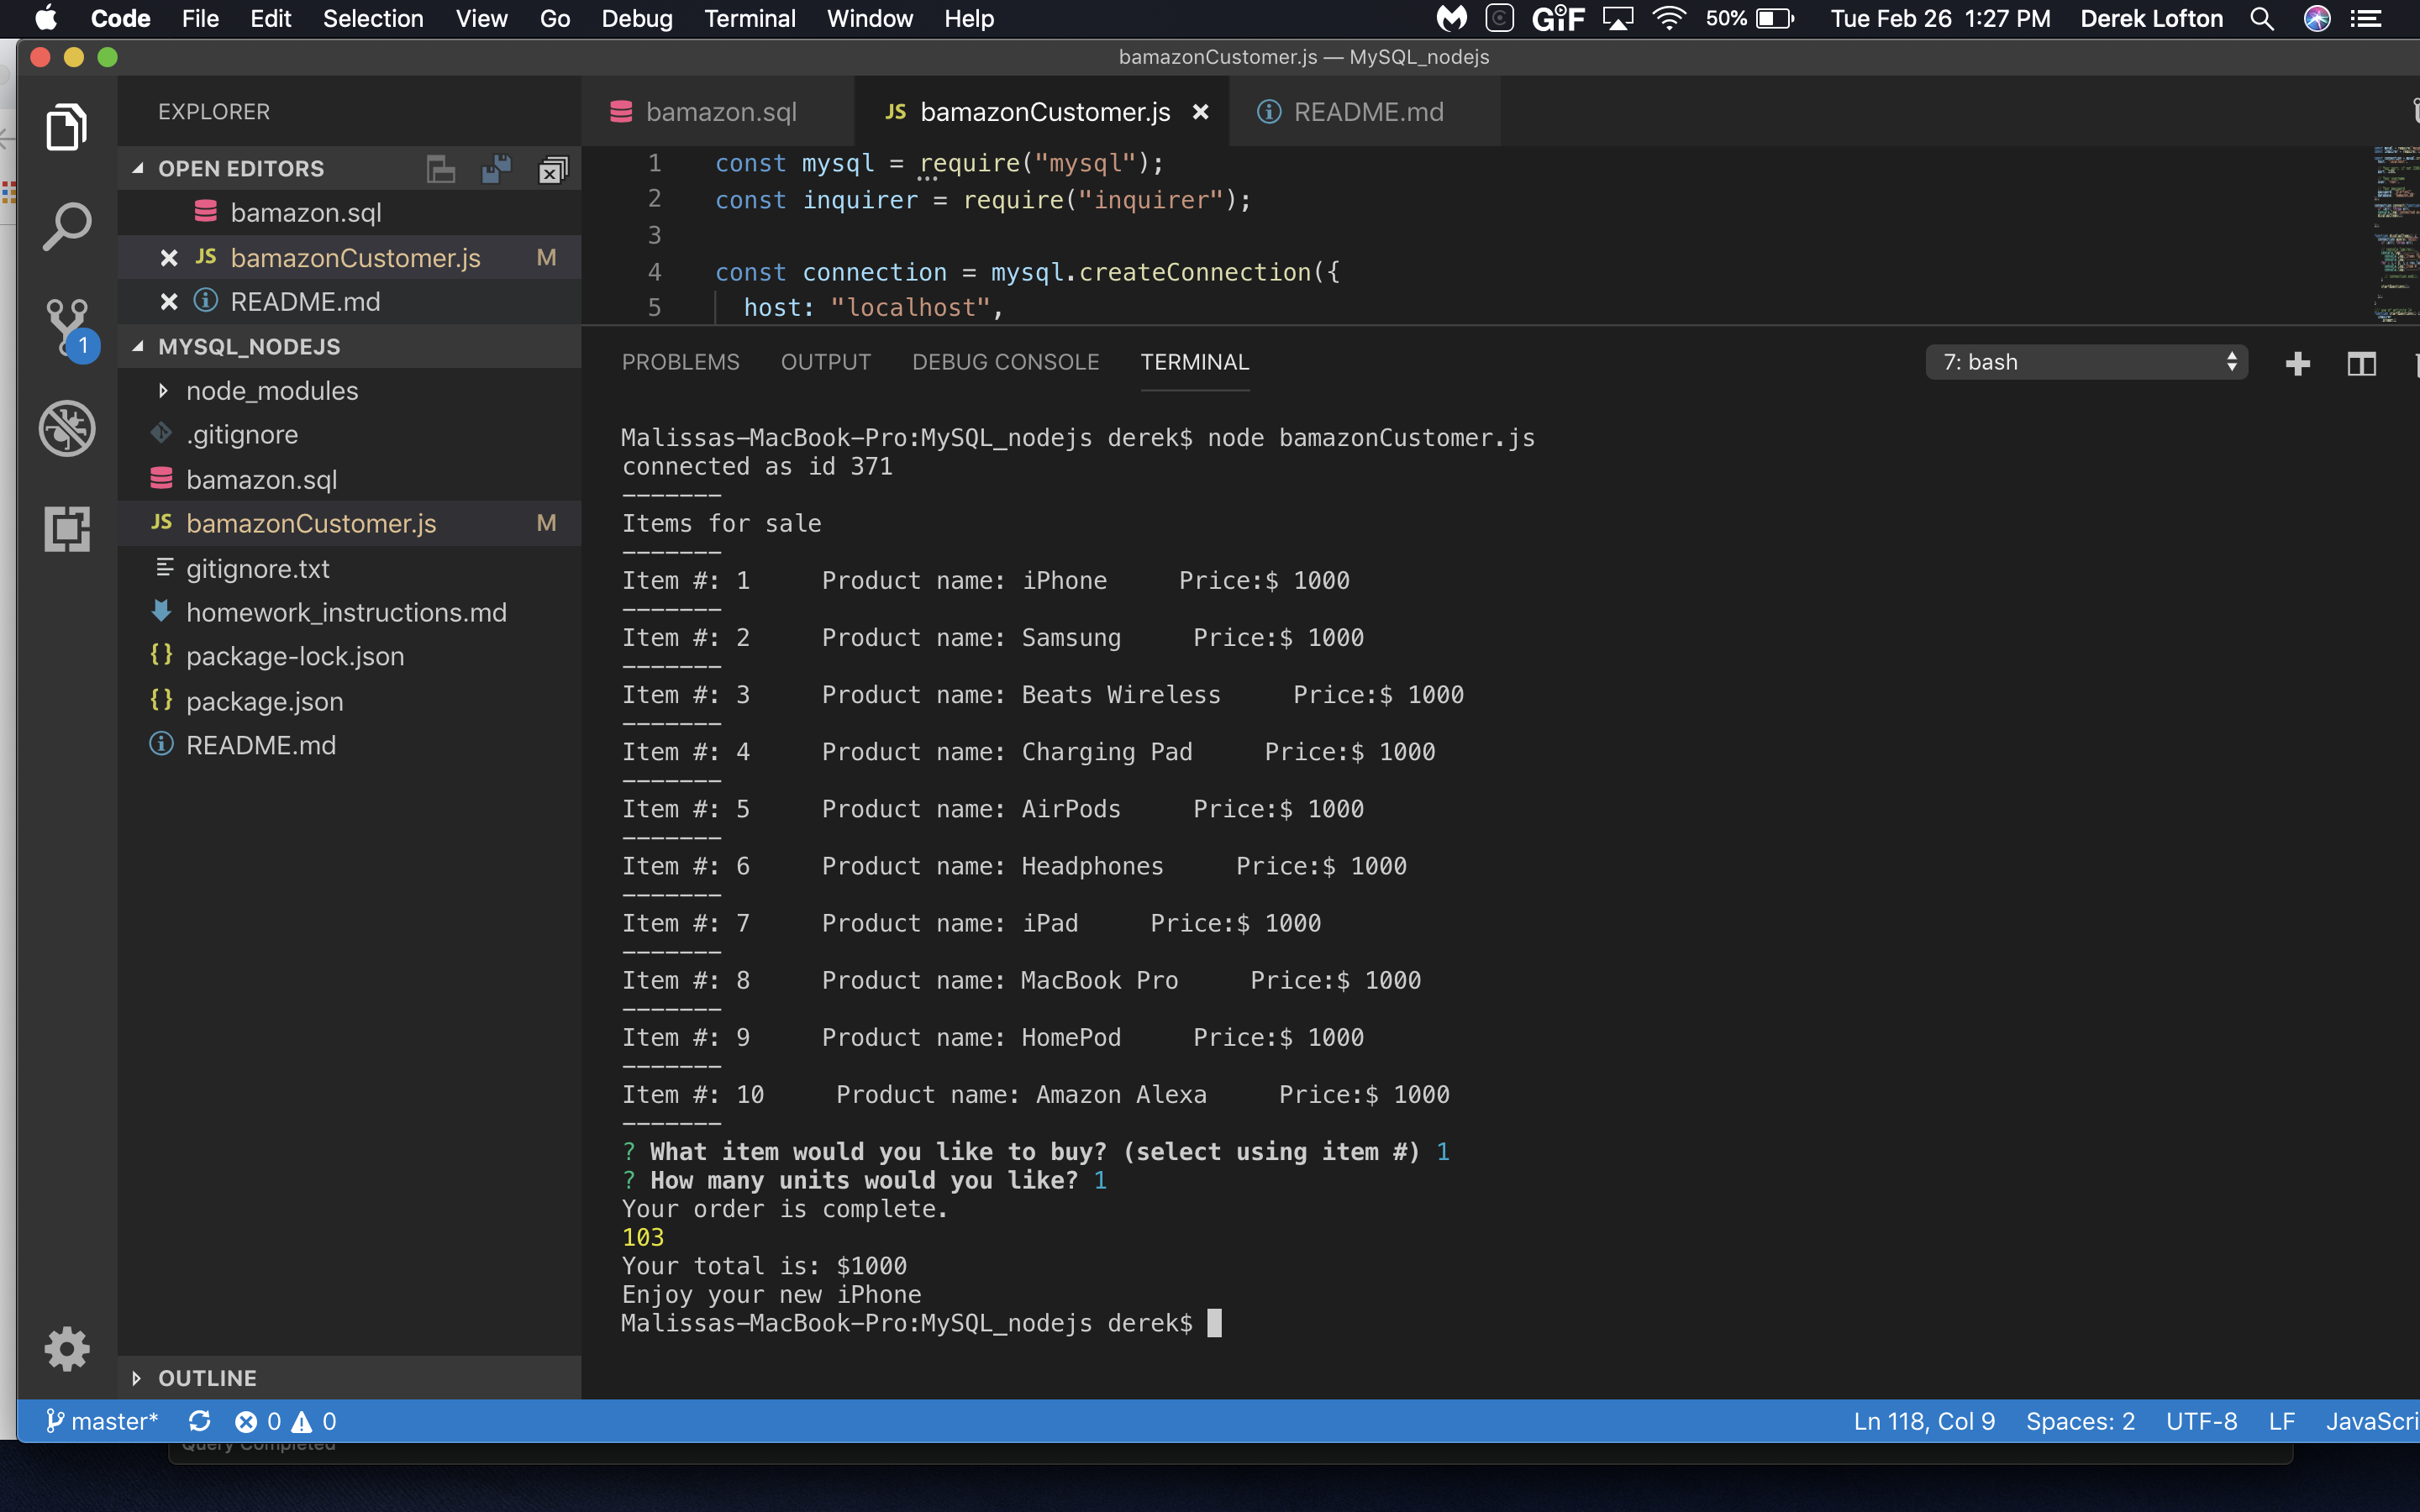 Code File Edit Selection View Go Debug Terminal Window Help GIF 50% Tue Feb 26 1:27 PM Derek Lofton
bamazonCustomer.js — MySQL_nodejs
EXPLORER
OPEN EDITORS
bamazon.sql
JS bamazonCustomer.js M
README.md
MYSQL_NODEJS
node_modules
.gitignore
bamazon.sql
JS bamazonCustomer.js M
gitignore.txt
homework_instructions.md
{} package-lock.json
{} package.json
README.md
OUTLINE
1
bamazon.sql JS bamazonCustomer.js README.md
1 const mysql = require("mysql");
2 const inquirer = require("inquirer");
3
4 const connection = mysql.createConnection({
5 host: "localhost",
PROBLEMS OUTPUT DEBUG CONSOLE TERMINAL 7: bash
Malissas-MacBook-Pro:MySQL_nodejs derek$ node bamazonCustomer.js
connected as id 371
-------
Items for sale
-------
Item #: 1     Product name: iPhone     Price:$ 1000
-------
Item #: 2     Product name: Samsung     Price:$ 1000
-------
Item #: 3     Product name: Beats Wireless     Price:$ 1000
-------
Item #: 4     Product name: Charging Pad     Price:$ 1000
-------
Item #: 5     Product name: AirPods     Price:$ 1000
-------
Item #: 6     Product name: Headphones     Price:$ 1000
-------
Item #: 7     Product name: iPad     Price:$ 1000
-------
Item #: 8     Product name: MacBook Pro     Price:$ 1000
-------
Item #: 9     Product name: HomePod     Price:$ 1000
-------
Item #: 10     Product name: Amazon Alexa     Price:$ 1000
-------
? What item would you like to buy? (select using item #) 1
? How many units would you like? 1
Your order is complete.
103
Your total is: $1000
Enjoy your new iPhone
Malissas-MacBook-Pro:MySQL_nodejs derek$
master* 0 0 Ln 118, Col 9 Spaces: 2 UTF-8 LF JavaScri
Query Completed